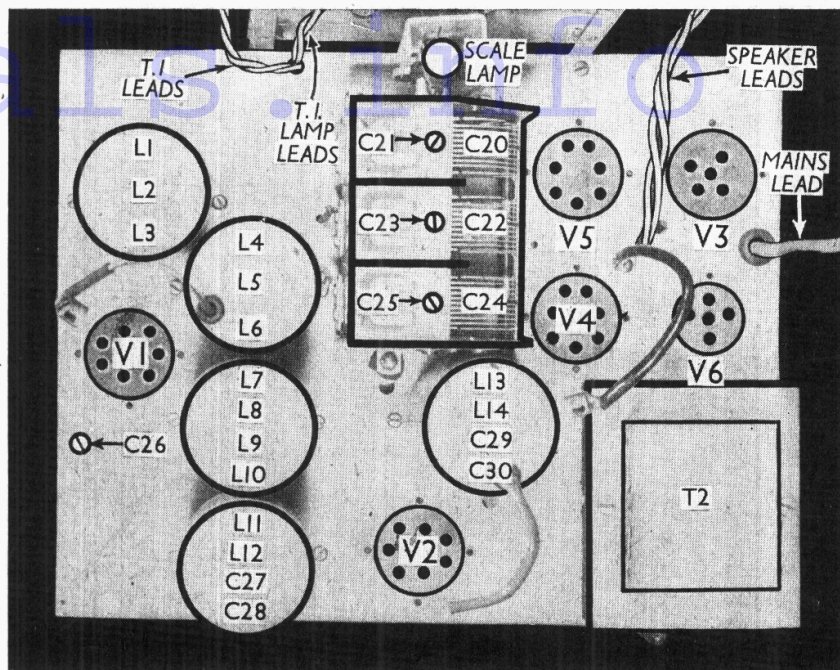 als.info
T.I.
LEADS
T.I.
LAMP
LEADS
SCALE
LAMP
SPEAKER
LEADS
MAINS
LEAD
L1
L2
L3
L4
L5
L6
C21
C20
C23
C22
C25
C24
V5
V3
V4
V6
V1
C26
L7
L8
L9
L10
L13
L14
C29
C30
L11
L12
C27
C28
V2
T2